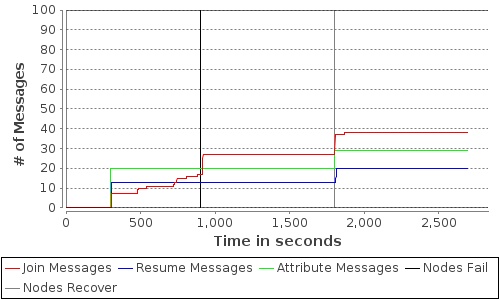 100
90
80
70
60
50
40
30
20
10
0
# of Messages
0 500 1,000 1,500 2,000 2,500
Time in seconds
Join Messages Resume Messages Attribute Messages Nodes Fail
Nodes Recover